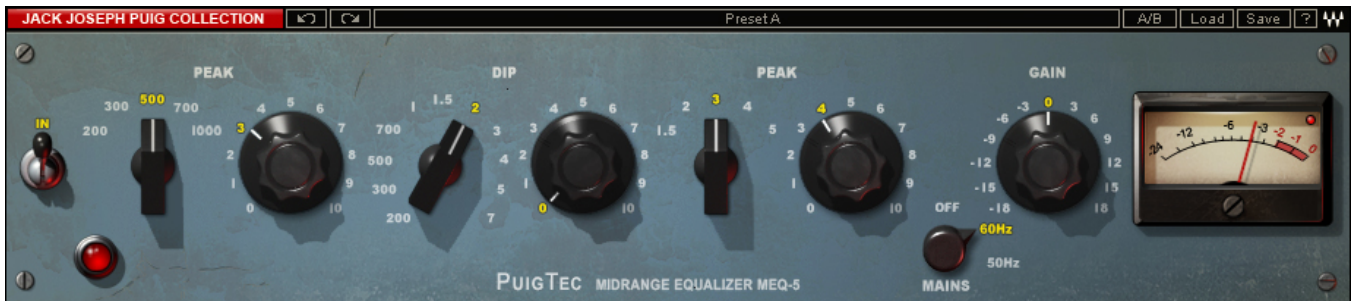 JACK JOSEPH PUIG COLLECTION Preset A A/B Load Save ?
PEAK DIP PEAK GAIN
IN
200 300 500 700 1000
0 1 2 3 4 5 6 7 8 9 10
200 300 500 700 1 1.5 2 3 4 5 7
0 1 2 3 4 5 6 7 8 9 10
1.5 2 3 4 5
0 1 2 3 4 5 6 7 8 9 10
-18 -15 -12 -9 -6 -3 0 3 6 9 12 15 18
-24 -12 -6 -3 -2 -1 0
OFF
60Hz
50Hz
MAINS
PUIGTEC MIDRANGE EQUALIZER MEQ-5